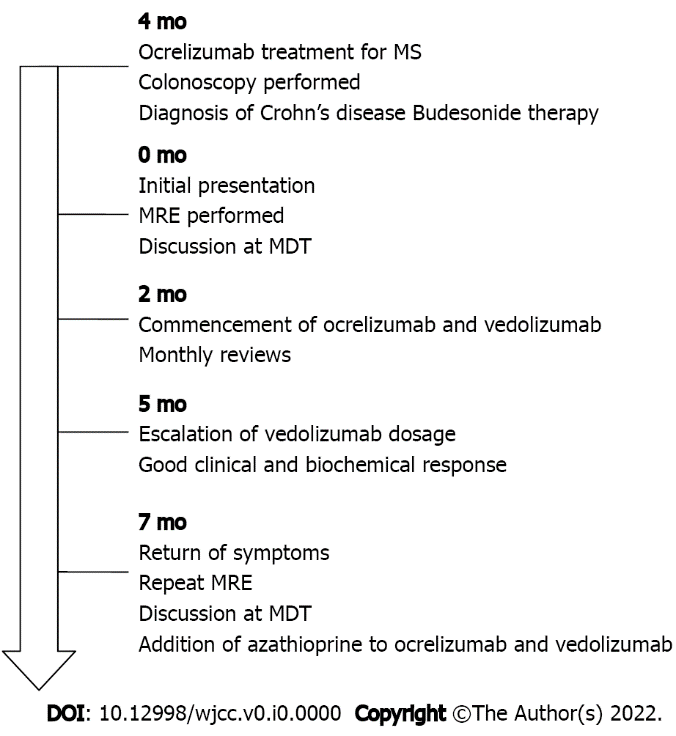 4 mo
Ocrelizumab treatment for MS
Colonoscopy performed
Diagnosis of Crohn's disease Budesonide therapy
0 mo
Initial presentation
MRE performed
Discussion at MDT
2 mo
Commencement of ocrelizumab and vedolizumab
Monthly reviews
5 mo
Escalation of vedolizumab dosage
Good clinical and biochemical response
7 mo
Return of symptoms
Repeat MRE
Discussion at MDT
Addition of azathioprine to ocrelizumab and vedolizumab
DOI: 10.12998/wjcc.v0.i0.0000 Copyright ©The Author(s) 2022.